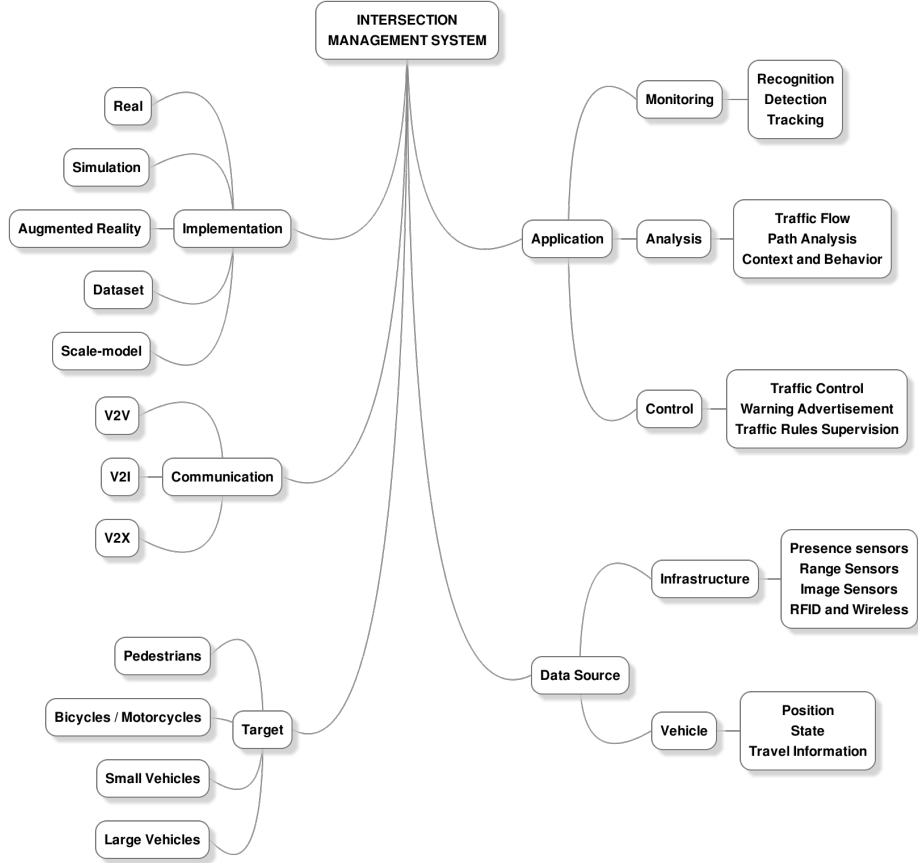 INTERSECTION
MANAGEMENT SYSTEM
Real
Simulation
Augmented Reality
Implementation
Dataset
Scale-model
V2V
V2I
Communication
V2X
Pedestrians
Bicycles / Motorcycles
Target
Small Vehicles
Large Vehicles
Application
Monitoring
Recognition
Detection
Tracking
Analysis
Traffic Flow
Path Analysis
Context and Behavior
Control
Traffic Control
Warning Advertisement
Traffic Rules Supervision
Data Source
Infrastructure
Presence sensors
Range Sensors
Image Sensors
RFID and Wireless
Vehicle
Position
State
Travel Information